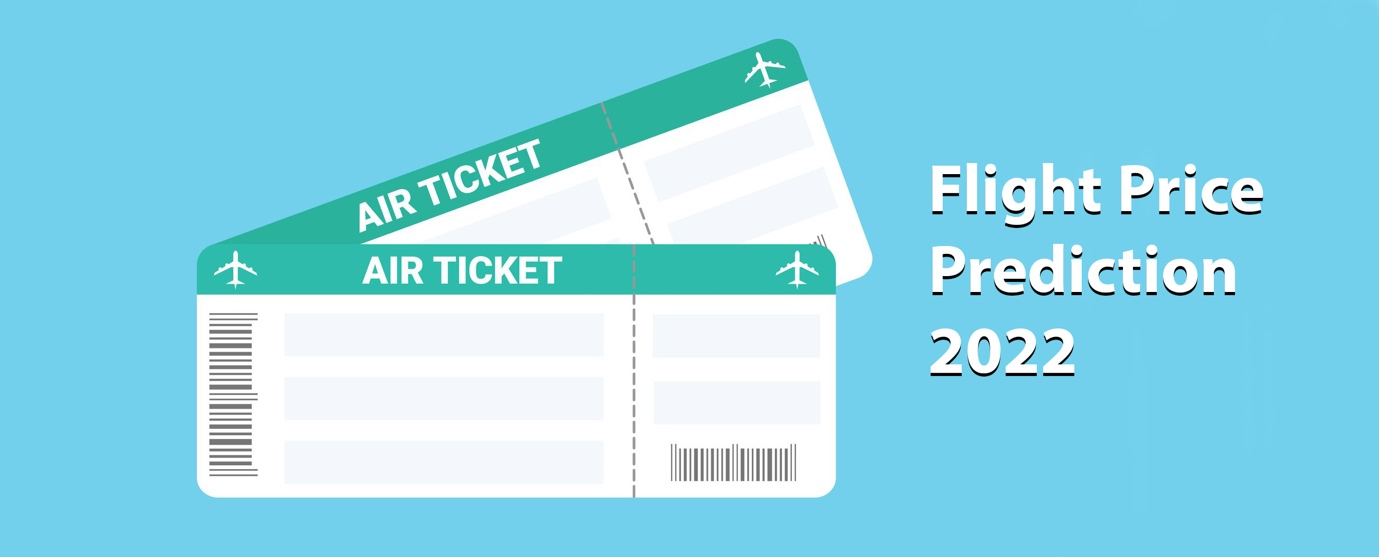 AIR TICKET
AIR TICKET
Flight Price
Prediction
2022